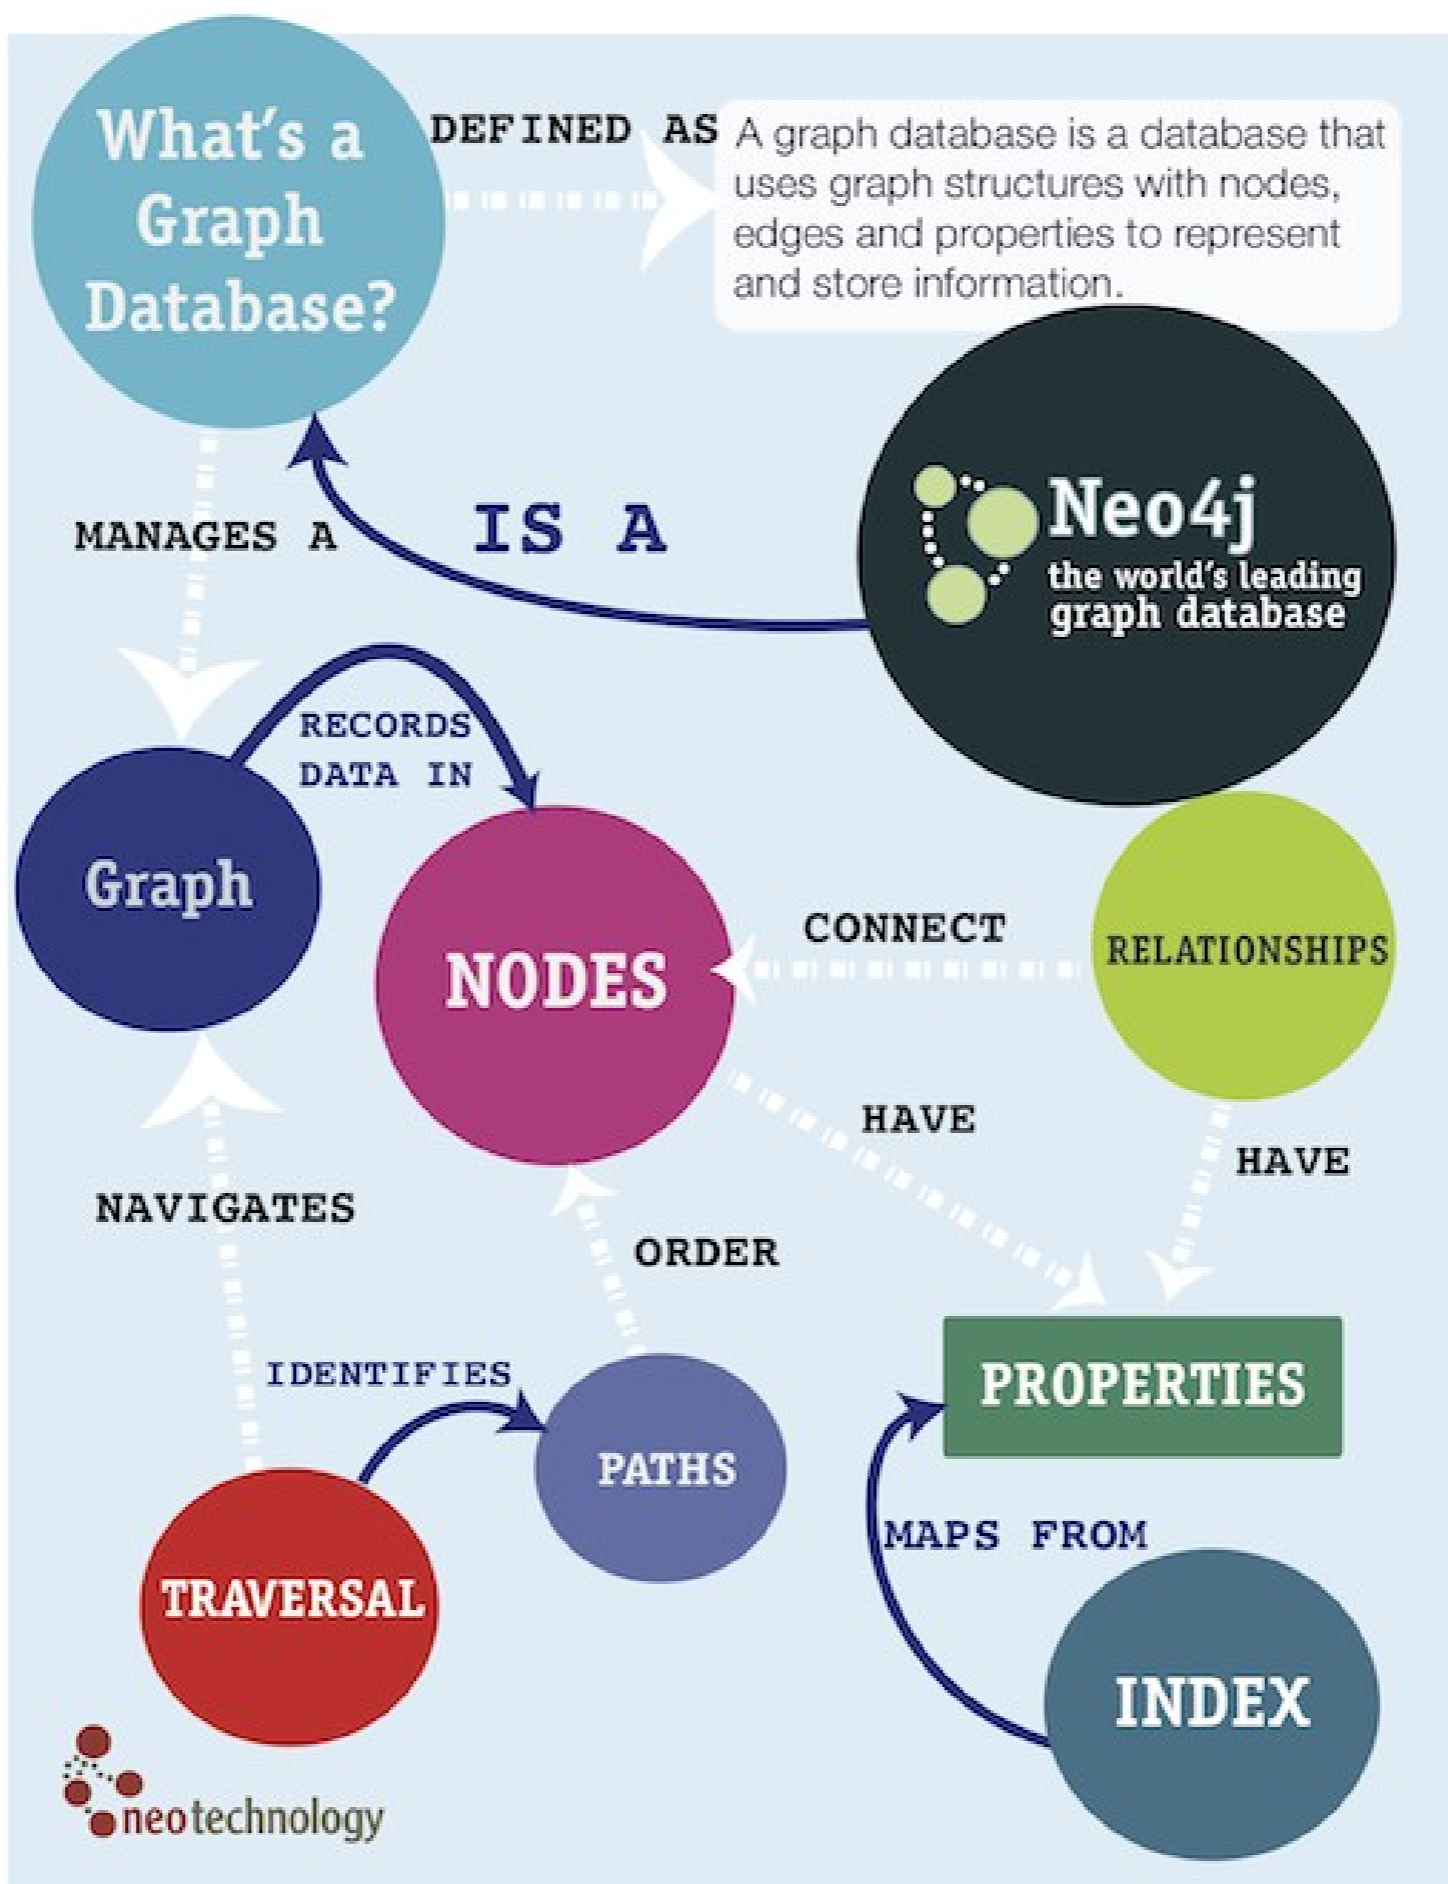 What's a
Graph
Database?
DEFINED AS
A graph database is a database that
uses graph structures with nodes,
edges and properties to represent
and store information.
MANAGES A
IS A
Neo4j
the world's leading
graph database
RECORDS
DATA IN
Graph
NODES
CONNECT
RELATIONSHIPS
HAVE
HAVE
NAVIGATES
ORDER
IDENTIFIES
PATHS
PROPERTIES
TRAVERSAL
MAPS FROM
INDEX
neotechnology